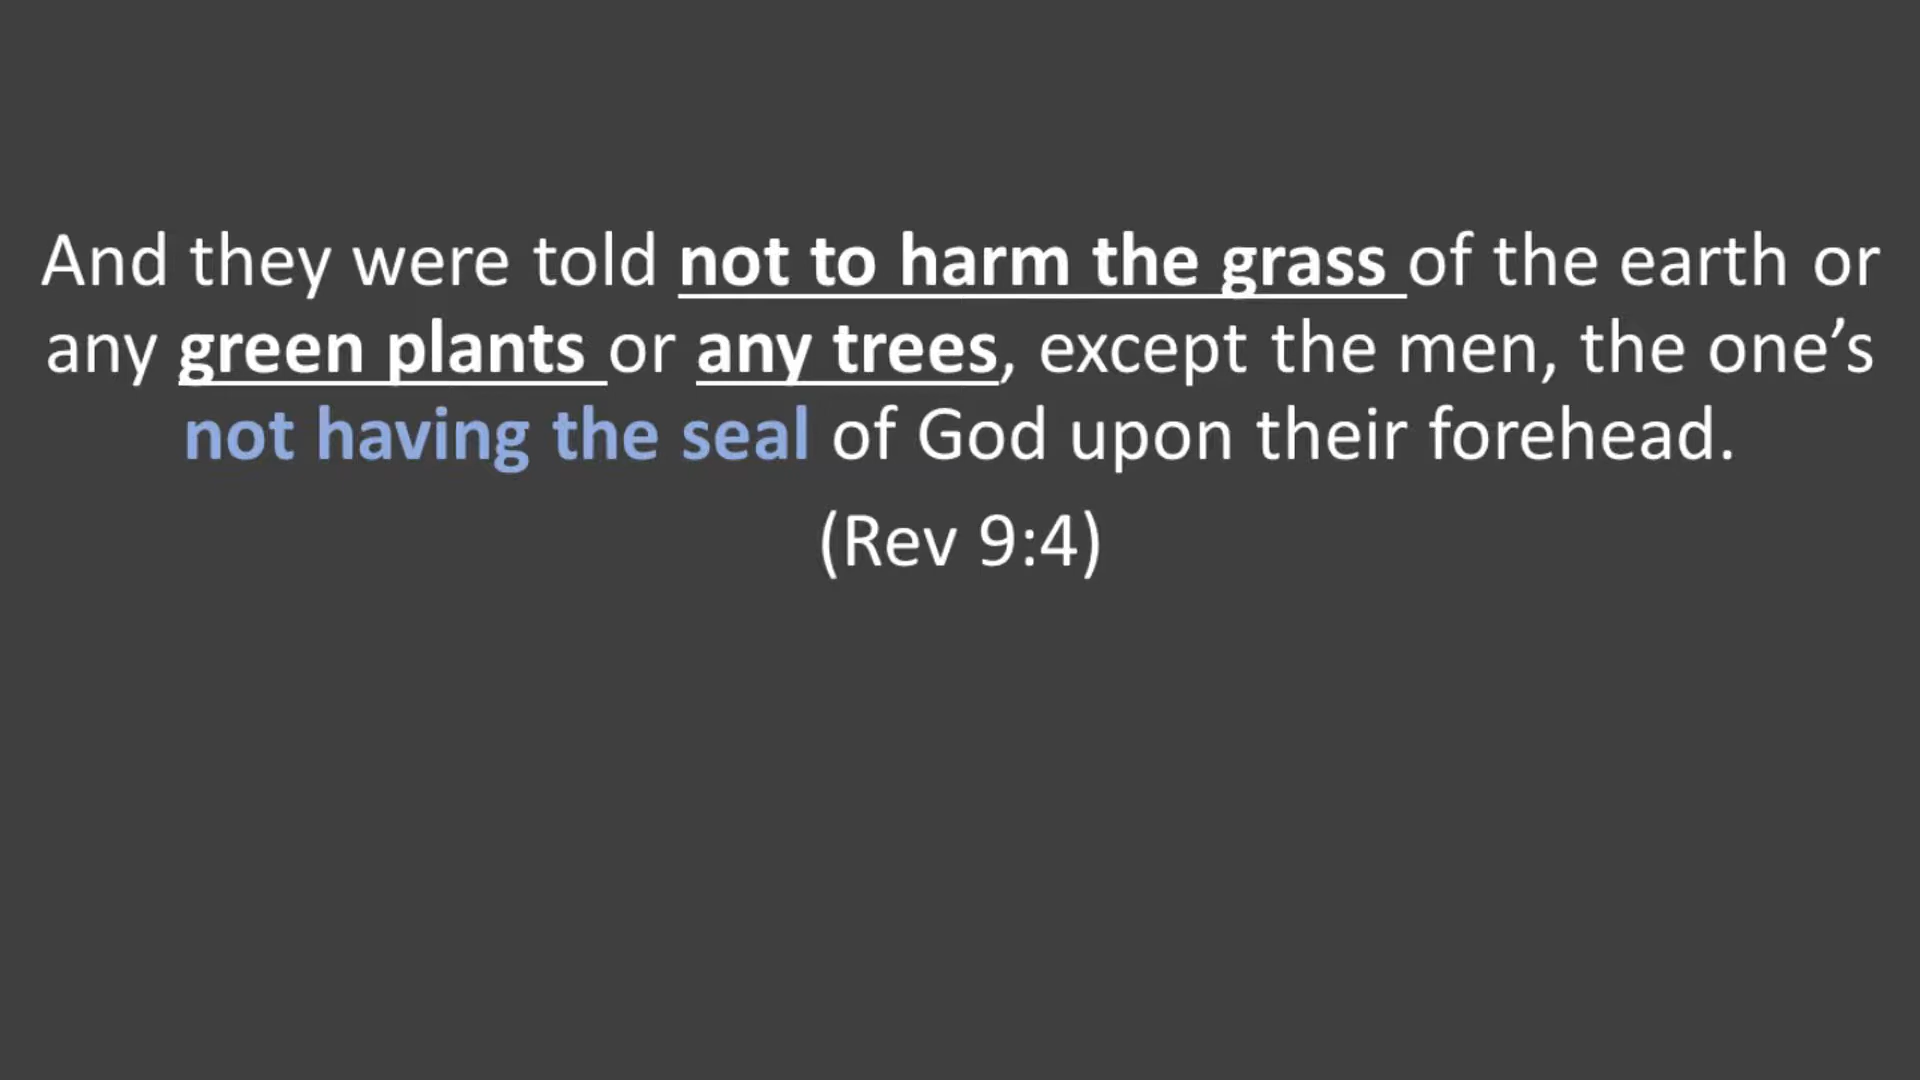 And they were told not to harm the grass of the earth or
any green plants or any trees, except the men, the one’s
not having the seal of God upon their forehead.
(Rev 9:4)